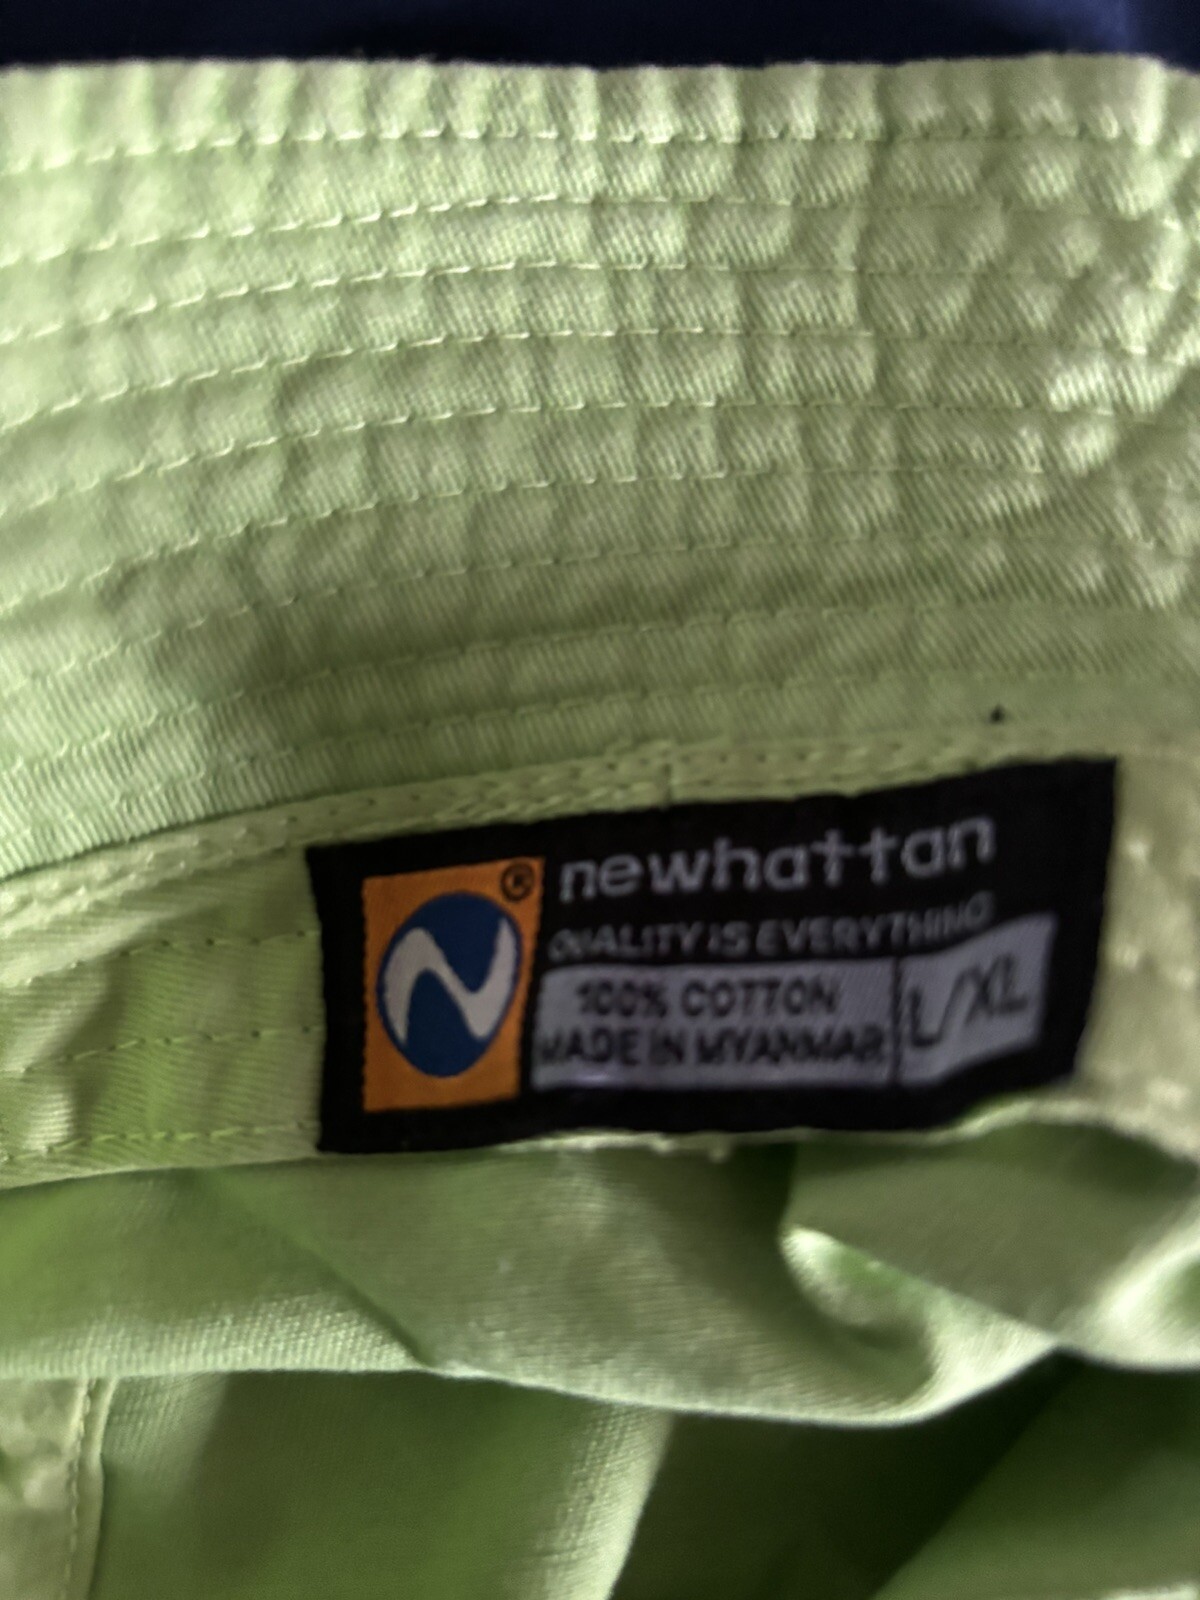 ® newhattan
QUALITY IS EVERYTHING
100% COTTON
MADE IN MYANMAR
L/XL